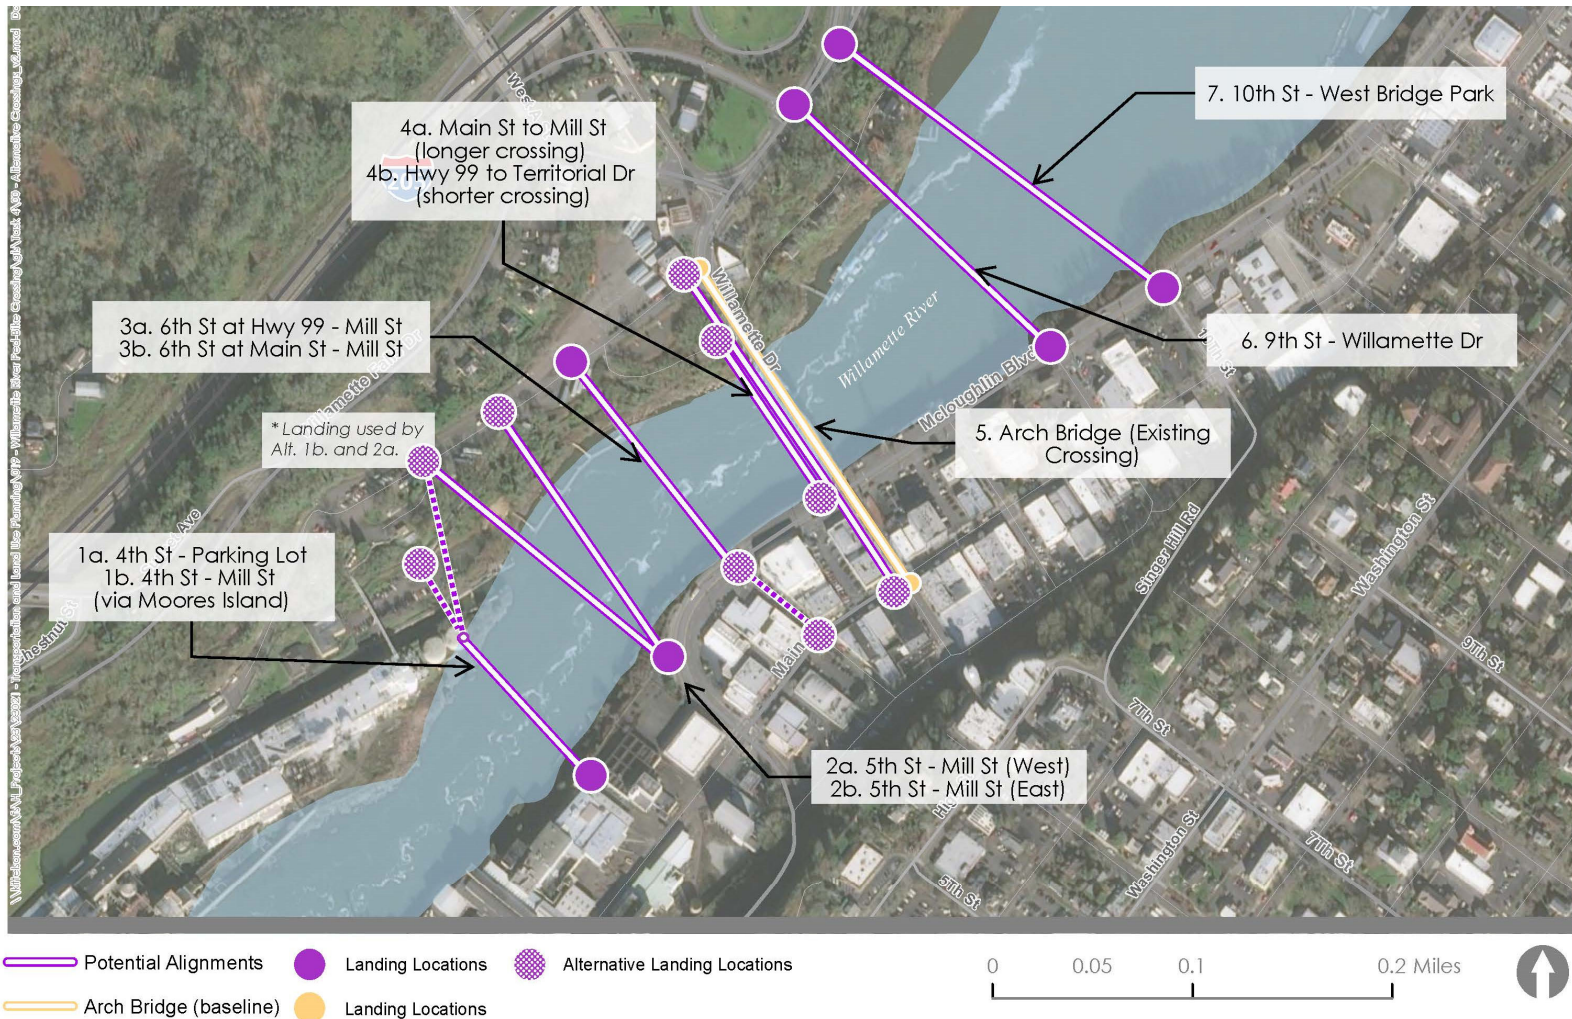 7. 10th St - West Bridge Park
4a. Main St to Mill St
(longer crossing)
4b. Hwy 99 to Territorial Dr
(shorter crossing)
Willamette Dr
Willamette River
3a. 6th St at Hwy 99 - Mill St
3b. 6th St at Main St - Mill St
6. 9th St - Willamette Dr
Mcloughlin Blvd
* Landing used by
Alt. 1b. and 2a.
5. Arch Bridge (Existing
Crossing)
1a. 4th St - Parking Lot
1b. 4th St - Mill St
(via Moores Island)
Singer Hill Rd
Washington St
9Th St
Main
7Th St
2a. 5th St - Mill St (West)
2b. 5th St - Mill St (East)
Washington St
7Th St
5Th St
Potential Alignments
Landing Locations
Alternative Landing Locations
Arch Bridge (baseline)
Landing Locations
0 0.05 0.1 0.2 Miles